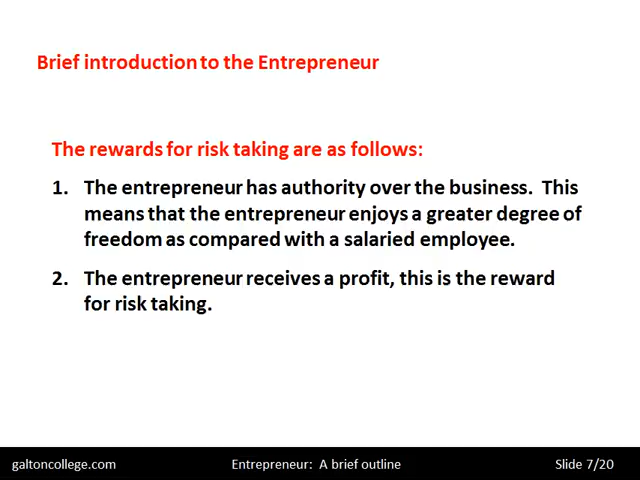 Brief introduction to the Entrepreneur
The rewards for risk taking are as follows:
1. The entrepreneur has authority over the business. This
means that the entrepreneur enjoys a greater degree of
freedom as compared with a salaried employee.
2. The entrepreneur receives a profit, this is the reward
for risk taking.
galtoncollege.com Entrepreneur: A brief outline Slide 7/20